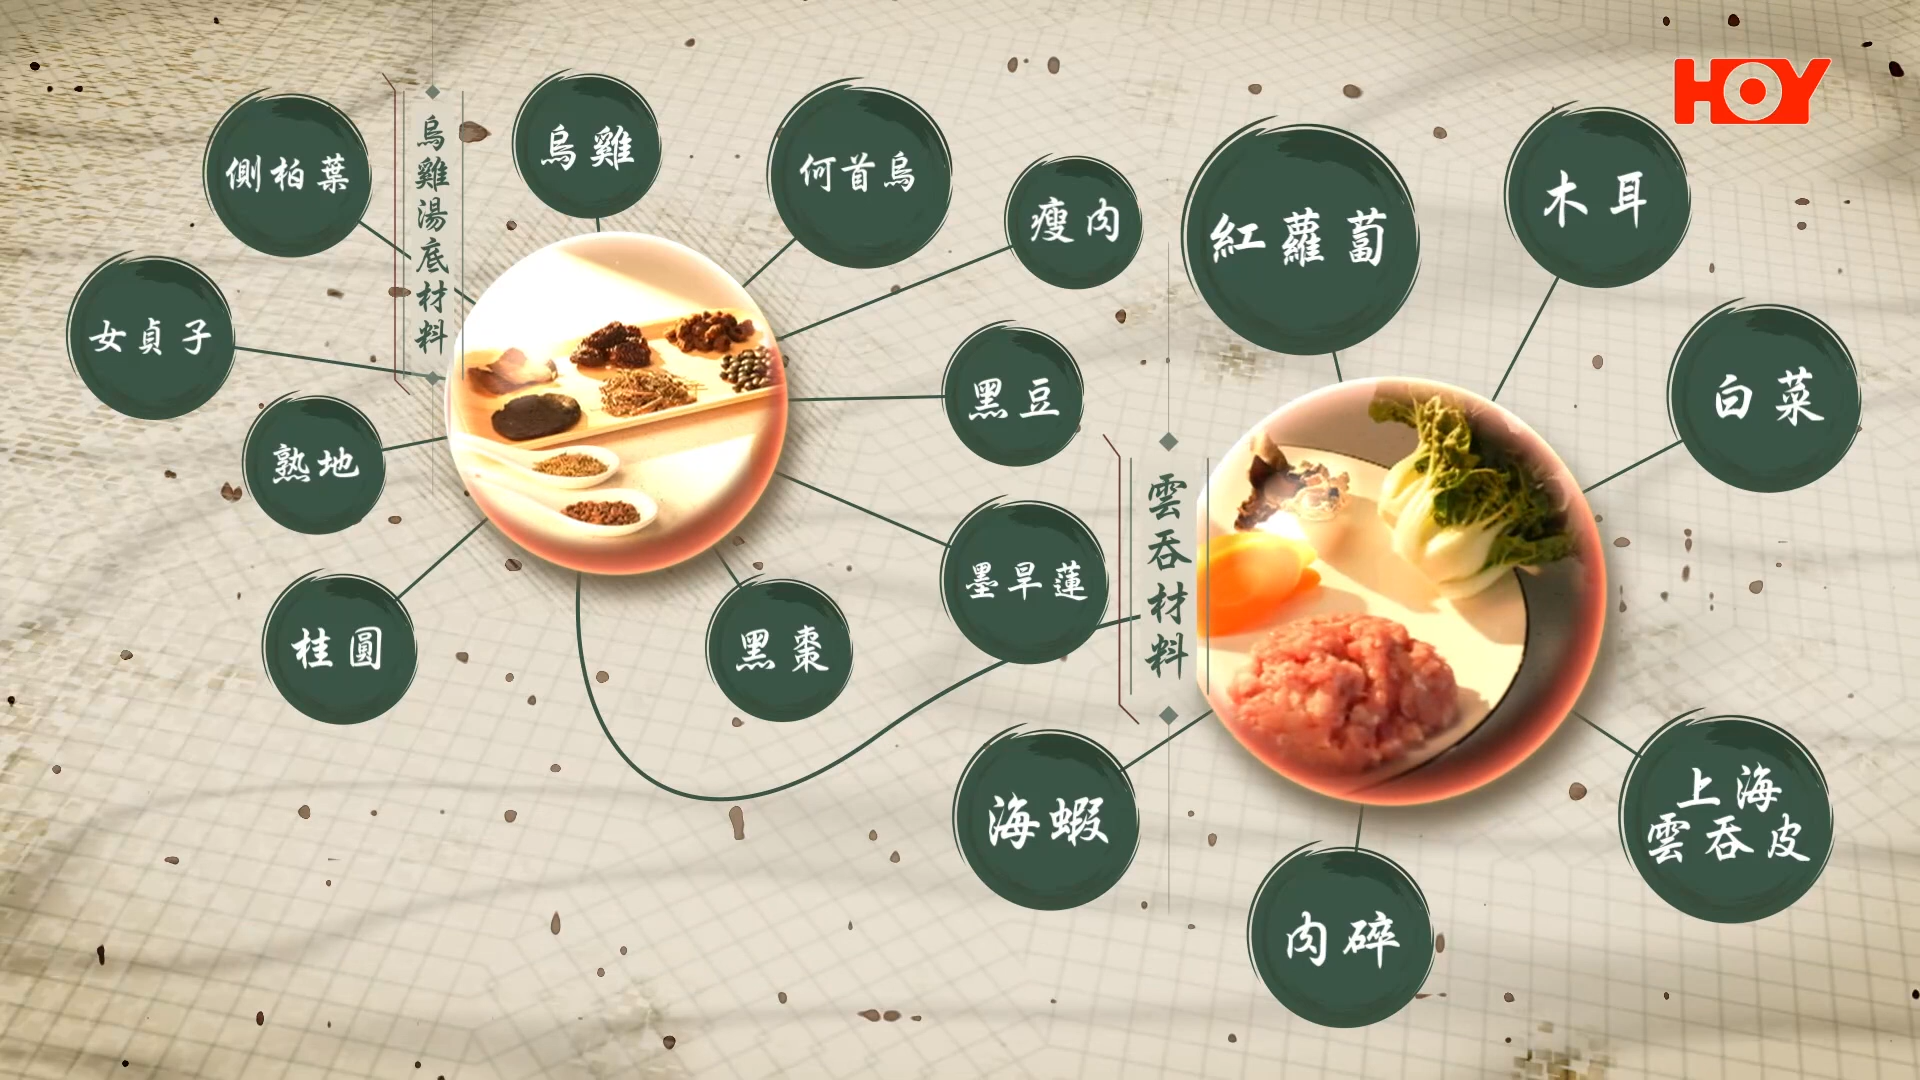 HOY
烏雞湯底材料
烏雞
側柏葉
何首烏
瘦肉
女貞子
黑豆
熟地
墨旱蓮
桂圓
黑棗
雲吞材料
紅蘿蔔
木耳
白菜
海蝦
肉碎
上海
雲吞皮